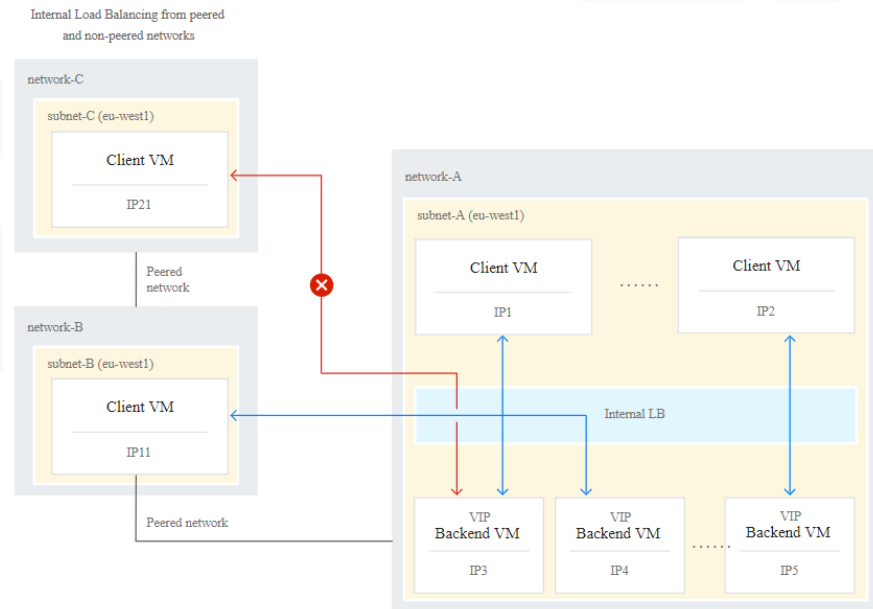 Internal Load Balancing from peered
and non-peered networks
network-C
subnet-C (eu-west1)
Client VM
IP21
Peered
network
network-B
subnet-B (eu-west1)
Client VM
IP11
Peered network
network-A
subnet-A (eu-west1)
Client VM
IP1
......
Client VM
IP2
Internal LB
VIP
Backend VM
IP3
VIP
Backend VM
IP4
......
VIP
Backend VM
IP5